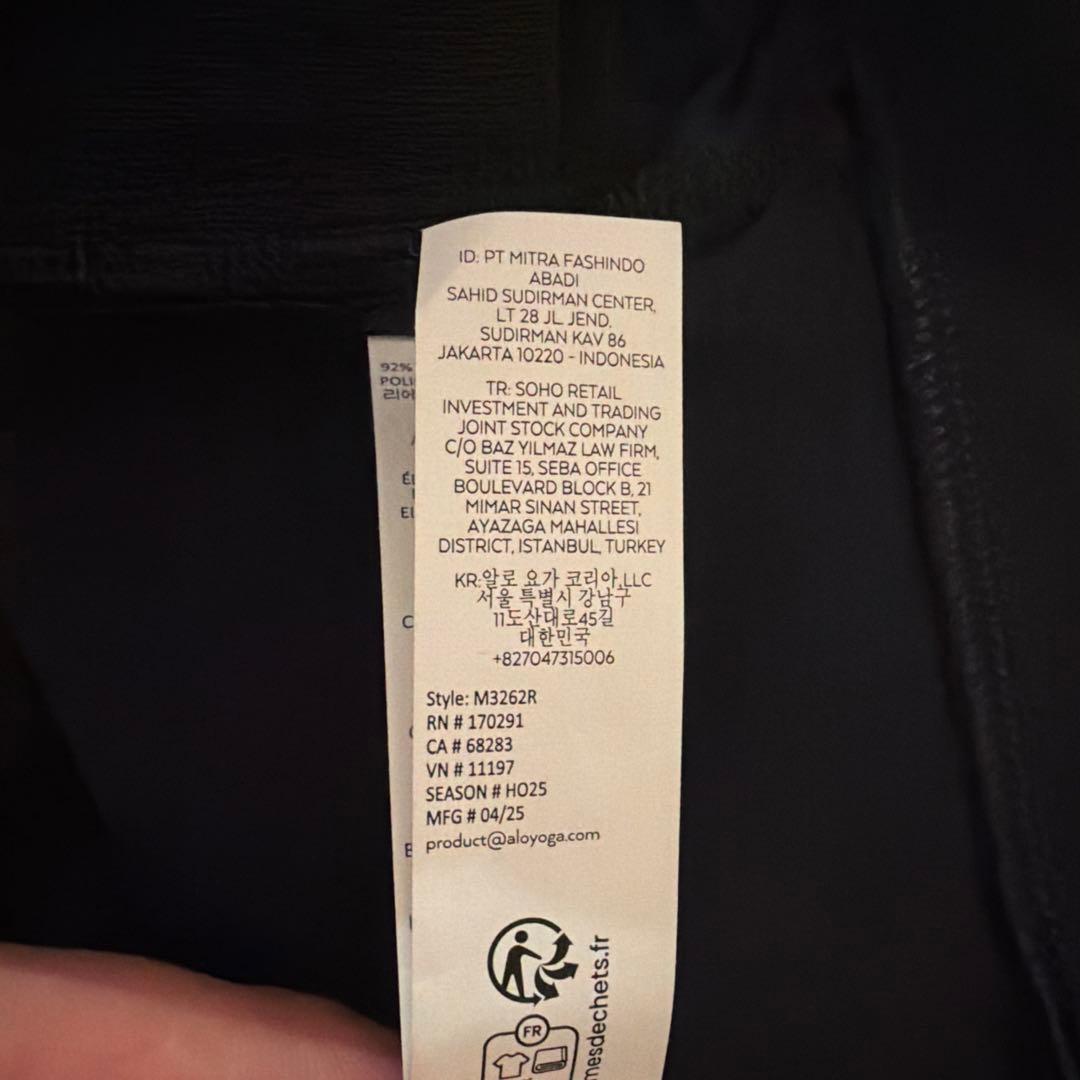 ID: PT MITRA FASHINDO
ABADI
SAHID SUDIRMAN CENTER,
LT 28 JL. JEND.
SUDIRMAN KAV 86
JAKARTA 10220 - INDONESIA
TR: SOHO RETAIL
INVESTMENT AND TRADING
JOINT STOCK COMPANY
C/O BAZ YILMAZ LAW FIRM,
SUITE 15, SEBA OFFICE
BOULEVARD BLOCK B, 21
MIMAR SINAN STREET,
AYAZAGA MAHALLESI
DISTRICT, ISTANBUL, TURKEY
KR:알로 요가 코리아,LLC
서울 특별시 강남구
11도산대로45길
대한민국
+827047315006
Style: M3262R
RN # 170291
CA # 68283
VN # 11197
SEASON # HO25
MFG # 04/25
product@aloyoga.com
FR
mesdechets.fr
92%